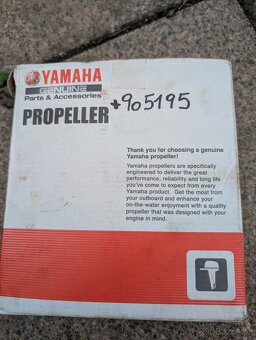 YAMAHA
GENUINE
Parts & Accessories
PROPELLER +905195
Thank you for choosing a genuine
Yamaha propeller!
Yamaha propellers are specifically
engineered to deliver the great
performance, reliability and long life
you've come to expect from every
Yamaha product. Get the most from
your outboard and enhance your
on-the-water enjoyment with a quality
propeller that was designed with your
engine in mind.